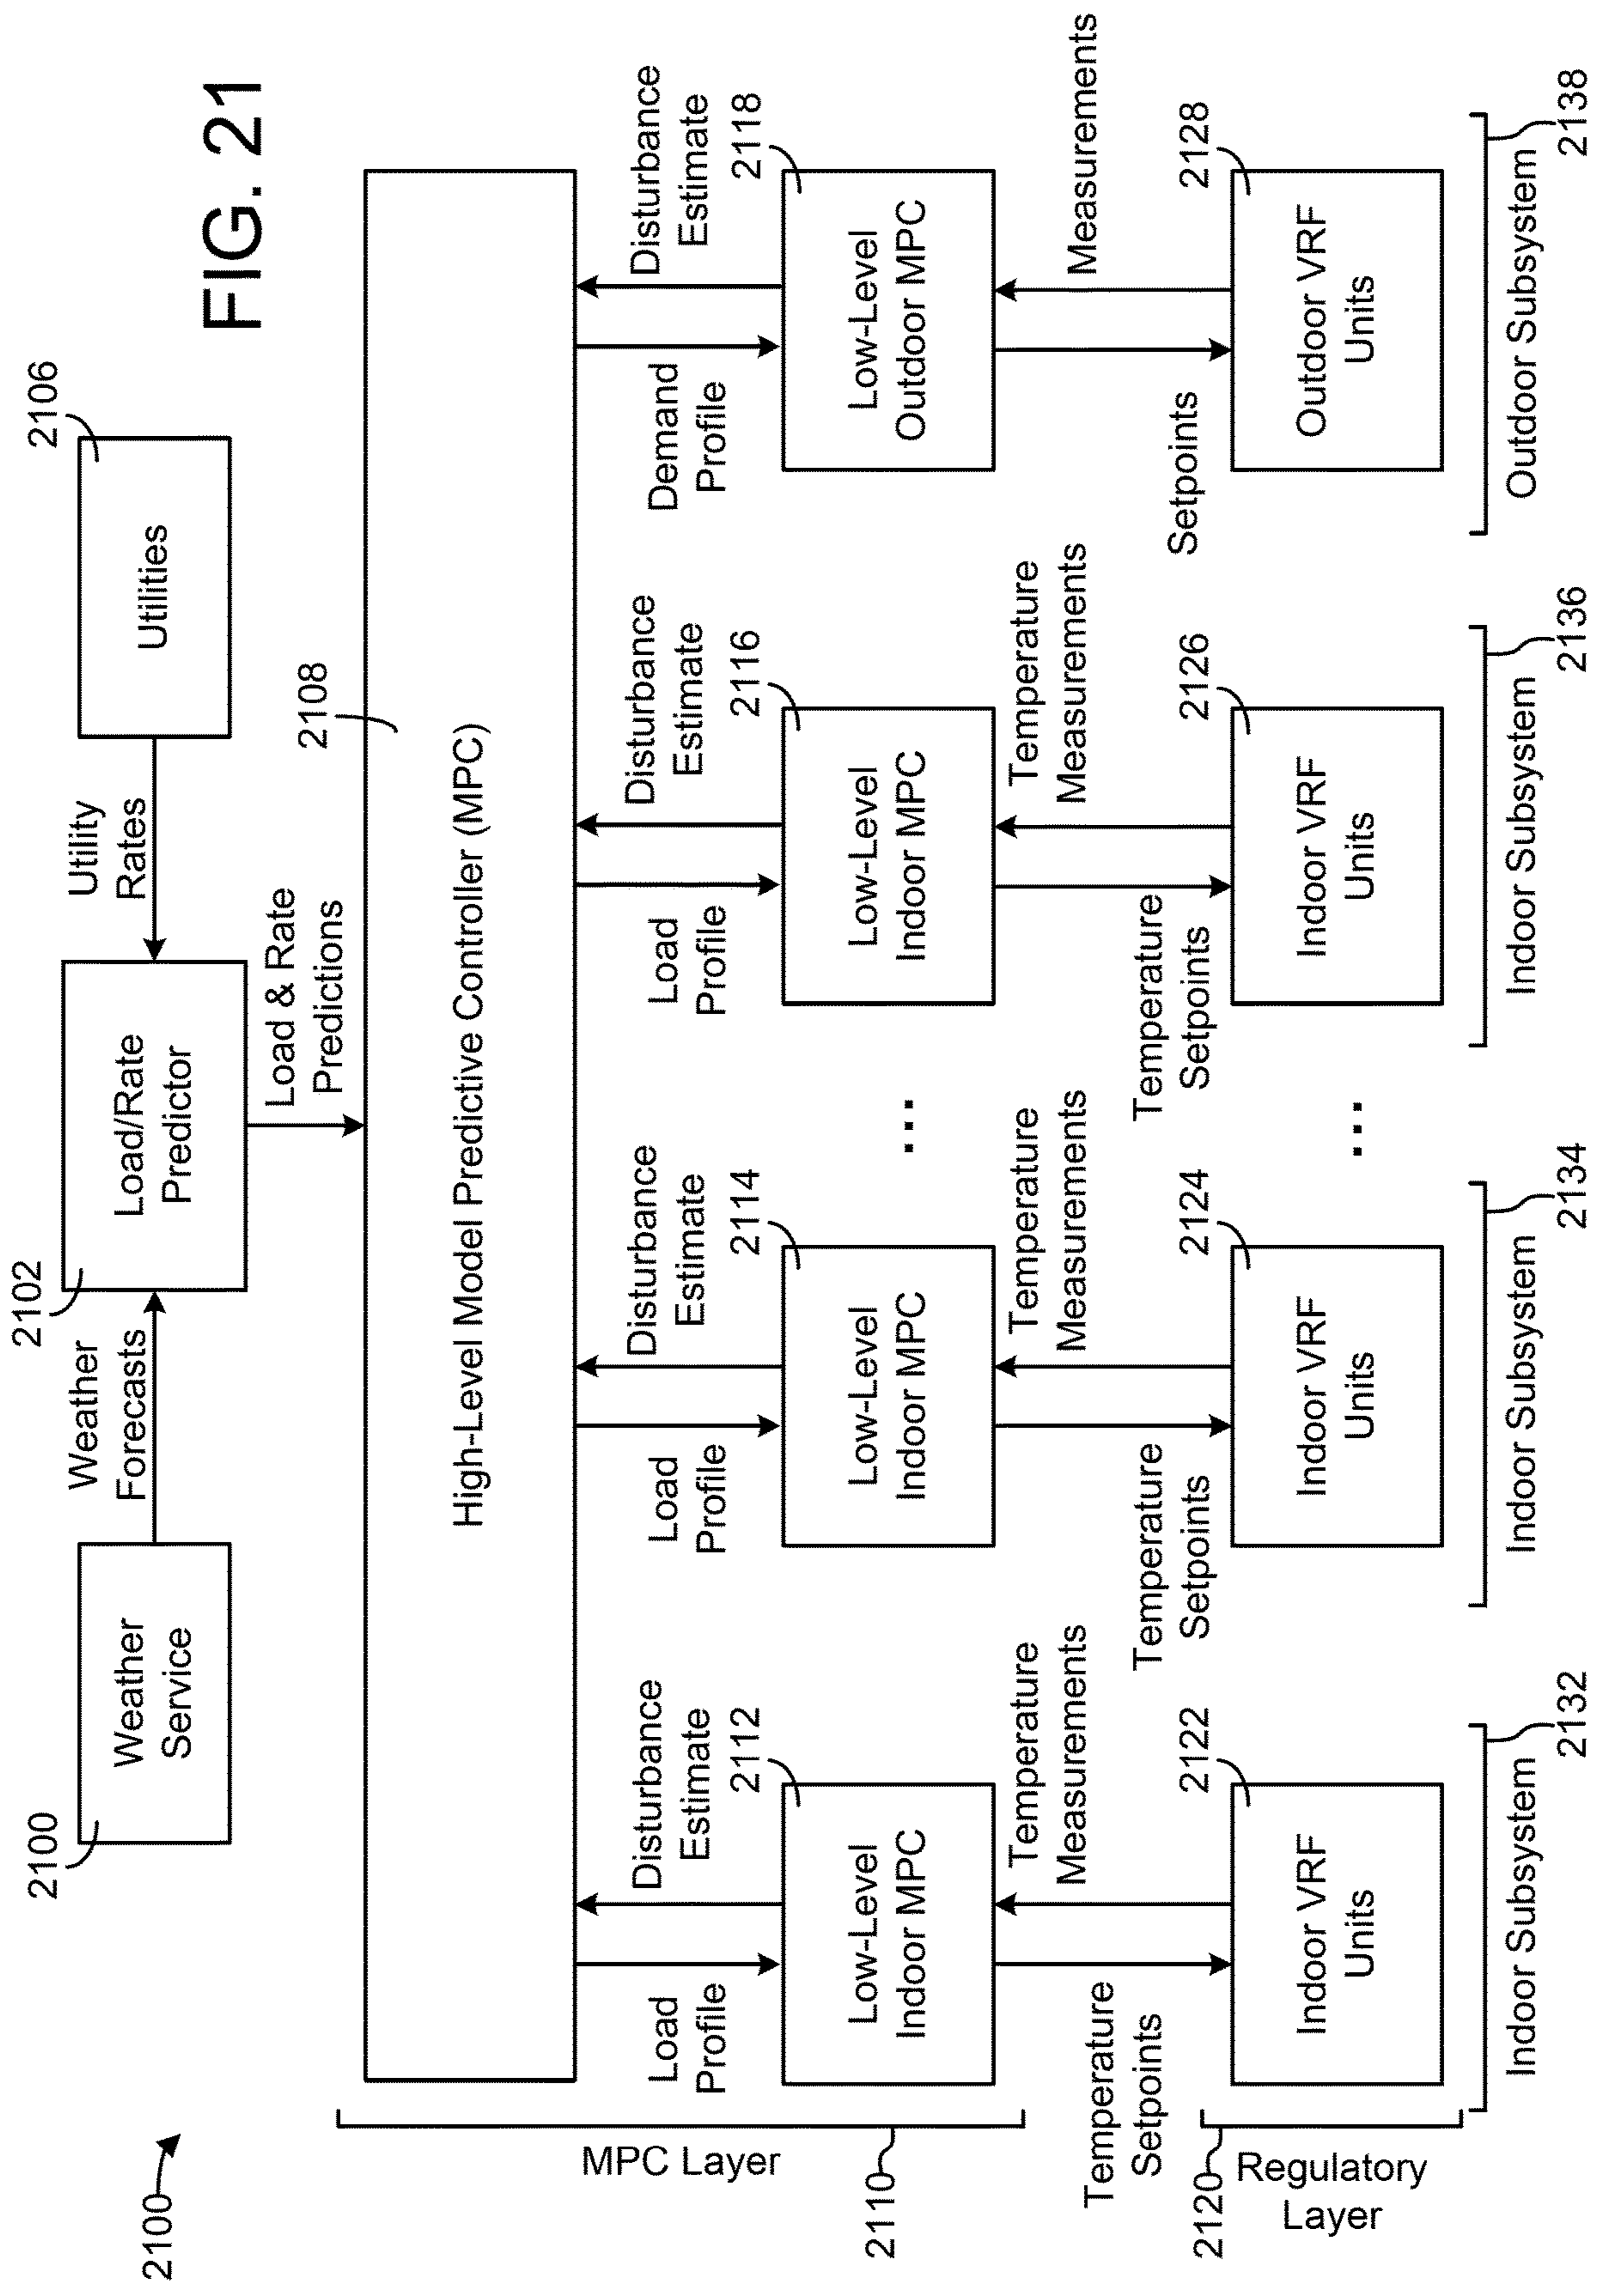 2100
FIG. 21
2100
Weather
Service
Weather
Forecasts
2102
Load/Rate
Predictor
Utility
Rates
2106
Utilities
Load & Rate
Predictions
2108
High-Level Model Predictive Controller (MPC)
MPC Layer
2110
Load
Profile
Disturbance
Estimate
Load
Profile
Disturbance
Estimate
Load
Profile
Disturbance
Estimate
Demand
Profile
Disturbance
Estimate
2112
Low-Level
Indoor MPC
2114
Low-Level
Indoor MPC
...
2116
Low-Level
Indoor MPC
2118
Low-Level
Outdoor MPC
Temperature
Setpoints
Temperature
Measurements
Temperature
Setpoints
Temperature
Measurements
Temperature
Setpoints
Temperature
Measurements
Setpoints
Measurements
2120
Regulatory
Layer
2122
Indoor VRF
Units
2124
Indoor VRF
Units
...
2126
Indoor VRF
Units
2128
Outdoor VRF
Units
Indoor Subsystem
2132
Indoor Subsystem
2134
Indoor Subsystem
2136
Outdoor Subsystem
2138